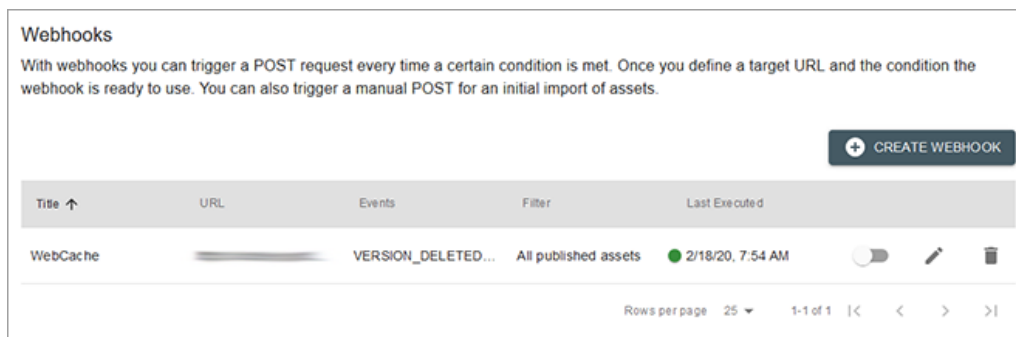 Webhooks
With webhooks you can trigger a POST request every time a certain condition is met. Once you define a target URL and the condition the
webhook is ready to use. You can also trigger a manual POST for an initial import of assets.
CREATE WEBHOOK
Title URL Events Filter Last Executed
WebCache VERSION_DELETED... All published assets 2/18/20, 7:54 AM
Rows per page 25 1-1 of 1